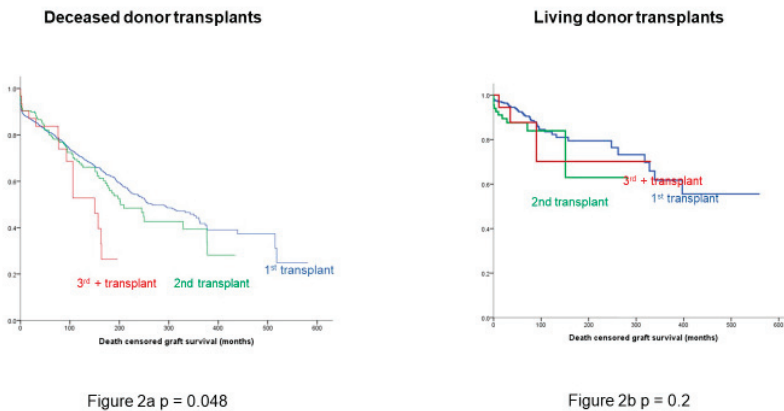 Deceased donor transplants
1.0
0.8
0.6
0.4
0.2
0.0
3rd + transplant
2nd transplant
1st transplant
0
100
200
300
400
500
600
Death censored graft survival (months)
Figure 2a p = 0.048
Living donor transplants
1.0
0.8
0.6
0.4
0.2
0.0
3rd + transplant
2nd transplant
1st transplant
0
100
200
300
400
500
600
Death censored graft survival (months)
Figure 2b p = 0.2